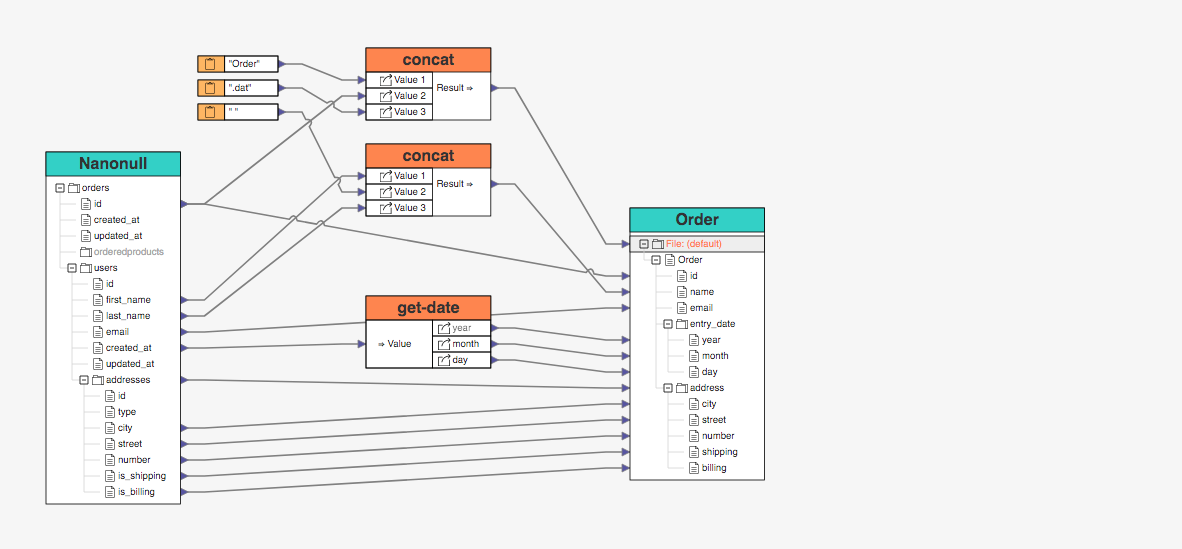 "Order"
".dat"
" "
concat
Value 1
Value 2
Value 3
Result ⇒
concat
Value 1
Value 2
Value 3
Result ⇒
Nanonull
orders
id
created_at
updated_at
orderedproducts
users
id
first_name
last_name
email
created_at
updated_at
addresses
id
type
city
street
number
is_shipping
is_billing
get-date
⇒ Value
year
month
day
Order
File: (default)
Order
id
name
email
entry_date
year
month
day
address
city
street
number
shipping
billing